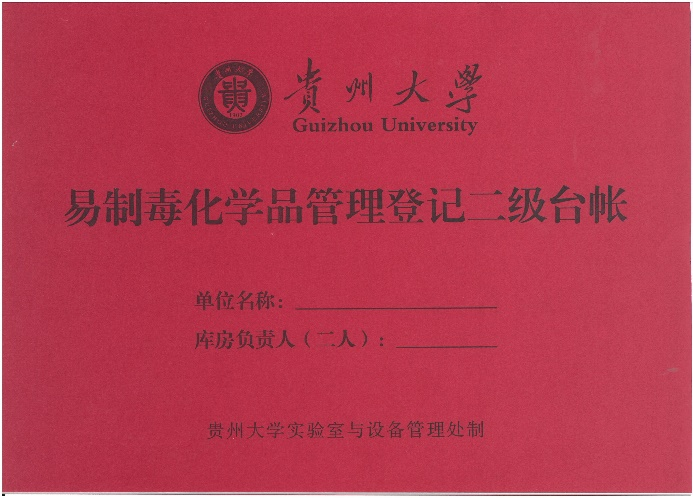 貴州大學
Guizhou University
易制毒化学品管理登记二级台帐
单位名称：
库房负责人（二人）：
贵州大学实验室与设备管理处制